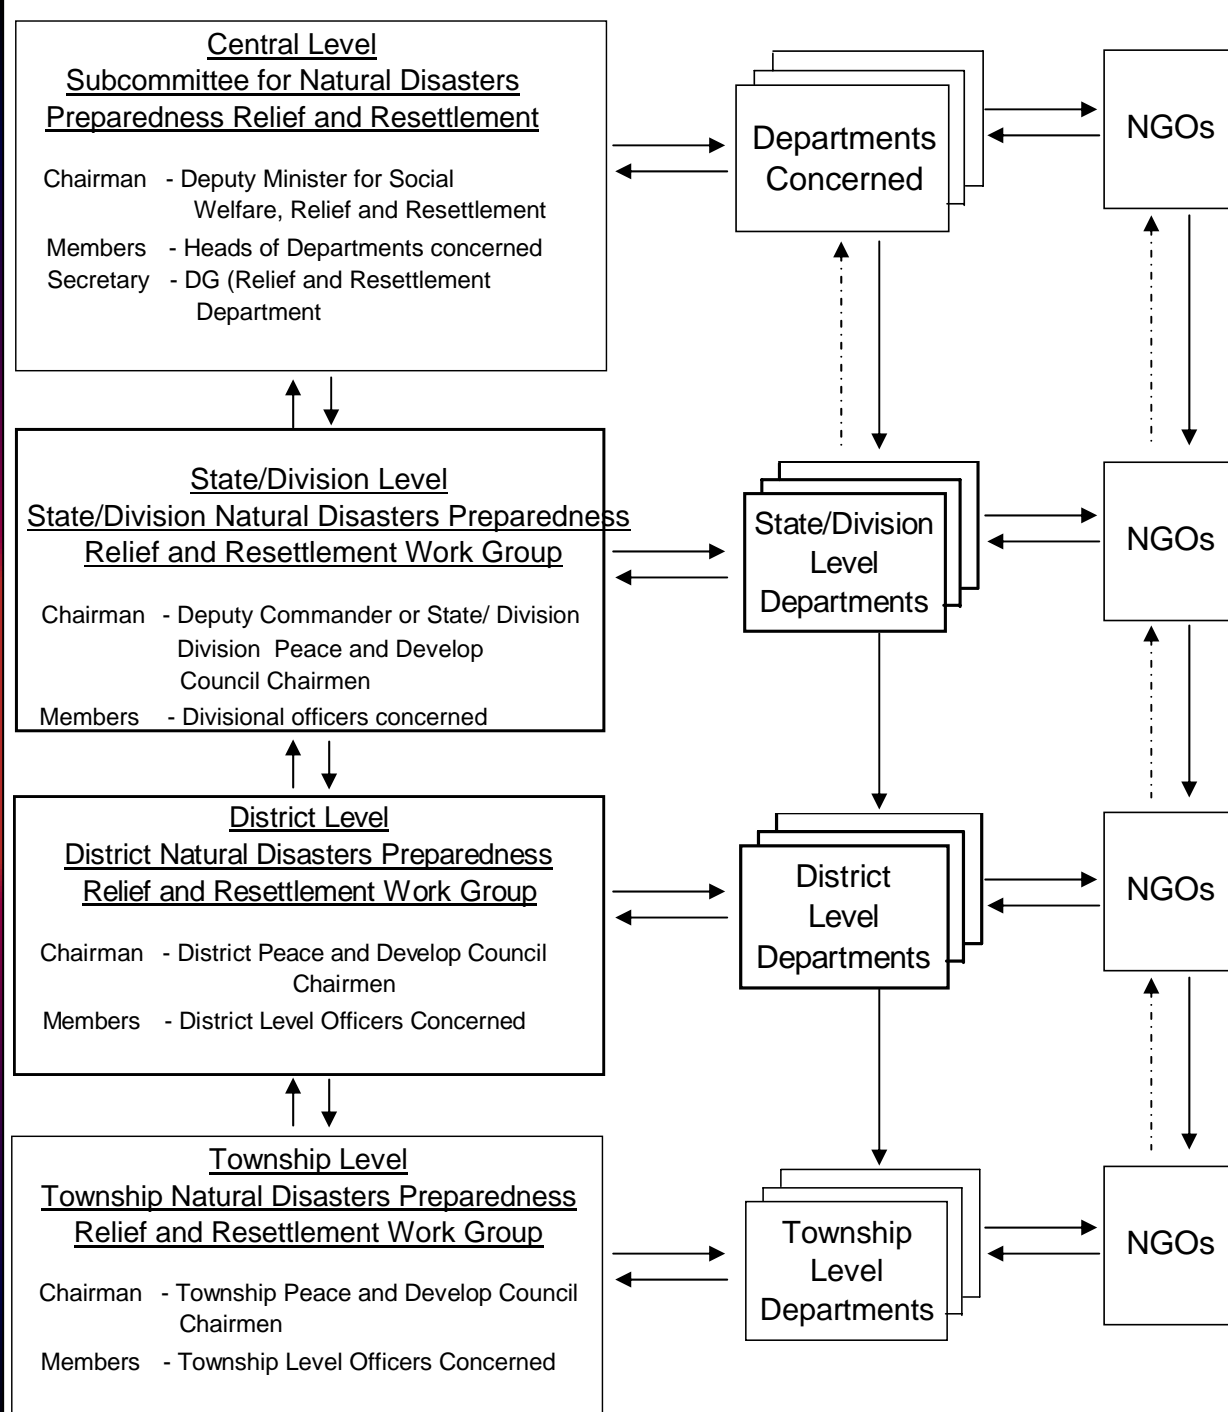 Central Level
Subcommittee for Natural Disasters
Preparedness Relief and Resettlement
Chairman - Deputy Minister for Social
Welfare, Relief and Resettlement
Members - Heads of Departments concerned
Secretary - DG (Relief and Resettlement
Department
Departments
Concerned
NGOs
State/Division Level
State/Division Natural Disasters Preparedness
Relief and Resettlement Work Group
Chairman - Deputy Commander or State/ Division
Division Peace and Develop
Council Chairmen
Members - Divisional officers concerned
State/Division
Level
Departments
NGOs
District Level
District Natural Disasters Preparedness
Relief and Resettlement Work Group
Chairman - District Peace and Develop Council
Chairmen
Members - District Level Officers Concerned
District
Level
Departments
NGOs
Township Level
Township Natural Disasters Preparedness
Relief and Resettlement Work Group
Chairman - Township Peace and Develop Council
Chairmen
Members - Township Level Officers Concerned
Township
Level
Departments
NGOs